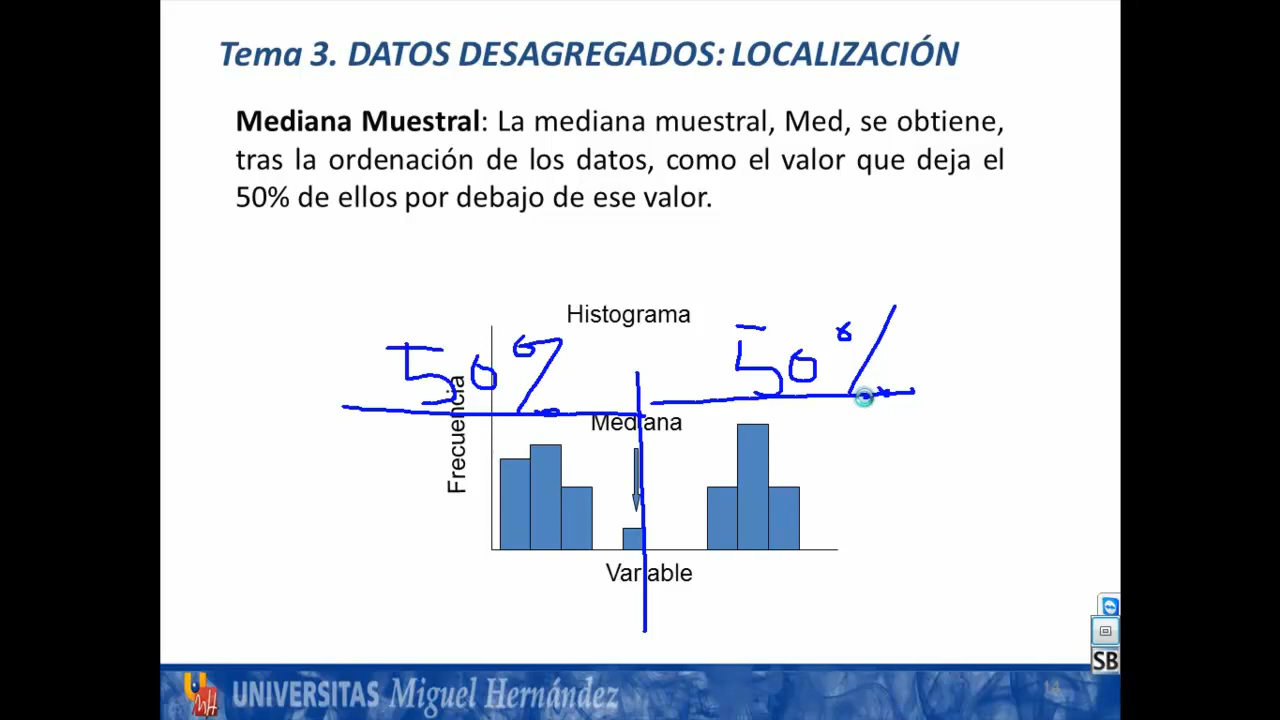 Tema 3. DATOS DESAGREGADOS: LOCALIZACIÓN
Mediana Muestral: La mediana muestral, Med, se obtiene,
tras la ordenación de los datos, como el valor que deja el
50% de ellos por debajo de ese valor.
Histograma
50%
50%
Frecuencia
Mediana
Variable
SB
UNIVERSITAS Miguel Hernández
14